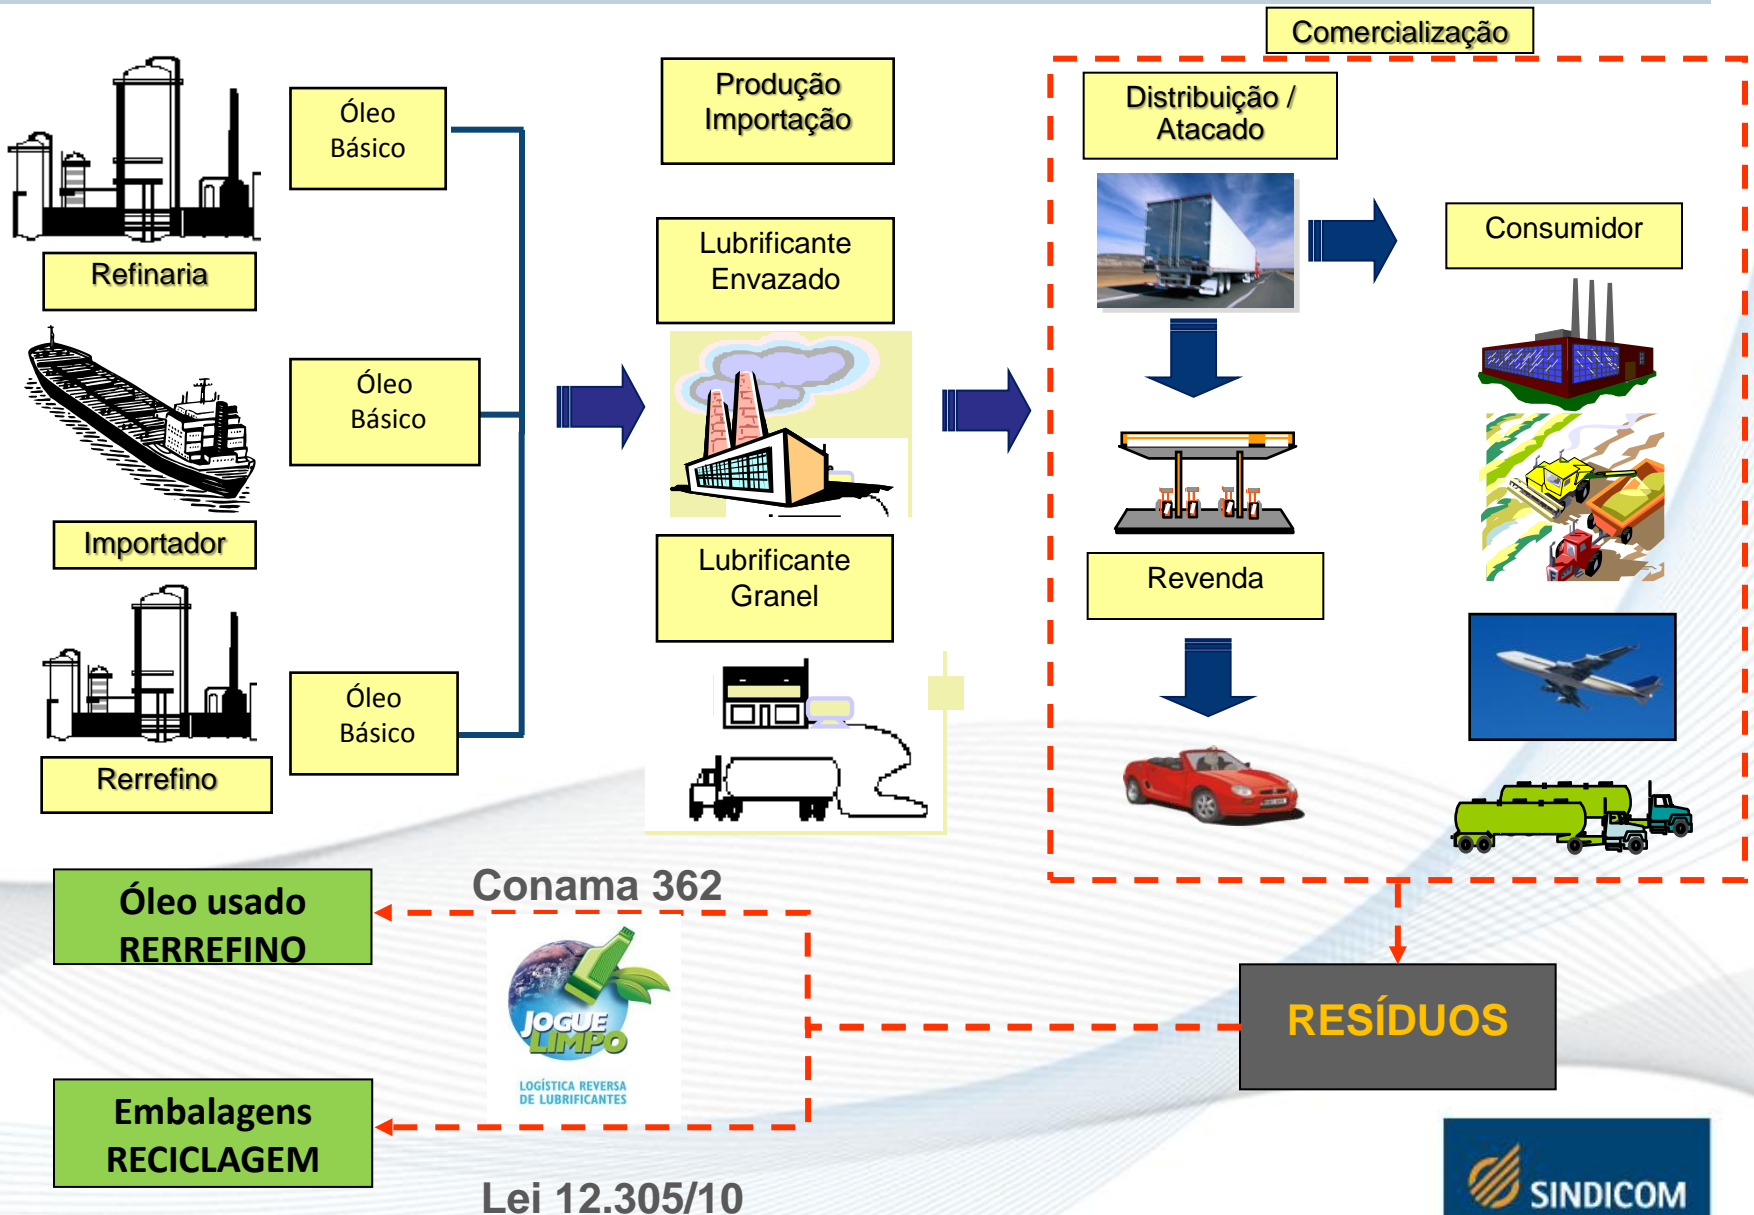 Comercialização
Óleo
Básico
Refinaria
Óleo
Básico
Importador
Óleo
Básico
Rerrefino
Produção
Importação
Lubrificante
Envazado
Lubrificante
Granel
Distribuição /
Atacado
Consumidor
Revenda
Conama 362
Óleo usado
RERREFINO
JOGUE
LIMPO
LOGÍSTICA REVERSA
DE LUBRIFICANTES
RESÍDUOS
Embalagens
RECICLAGEM
Lei 12.305/10
SINDICOM